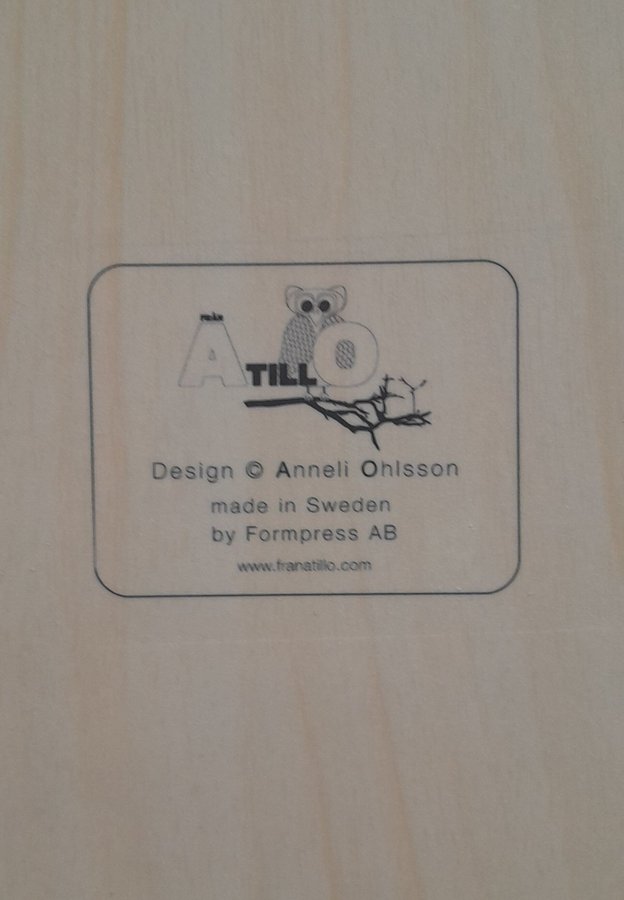 FRÅN
A TILL O
Design © Anneli Ohlsson
made in Sweden
by Formpress AB
www.franatillo.com